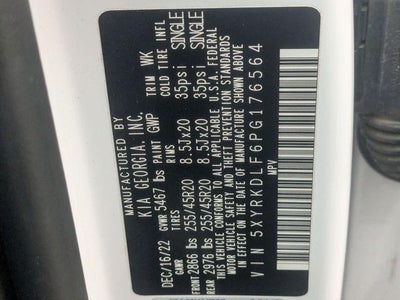 MANUFACTURED BY
KIA GEORGIA, INC.
DEC/16/22 GVWR 5467 lbs PAINT GWP TRIM WK
GAWR TIRES RIMS COLD TIRE INFL
FRONT 2866 lbs 255/45R20 8.5JX20 35psi SINGLE
REAR 2976 lbs 255/45R20 8.5JX20 35psi SINGLE
THIS VEHICLE CONFORMS TO ALL APPLICABLE U.S.A. FEDERAL
MOTOR VEHICLE SAFETY STANDARDS
IN EFFECT ON THE DATE OF MANUFACTURE SHOWN ABOVE.
VIN 5XYRKDLF6PG176564
MPV